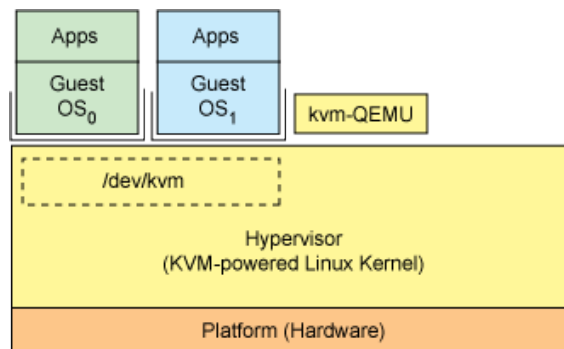 Apps
Guest
OS0
Apps
Guest
OS1
kvm-QEMU
/dev/kvm
Hypervisor
(KVM-powered Linux Kernel)
Platform (Hardware)